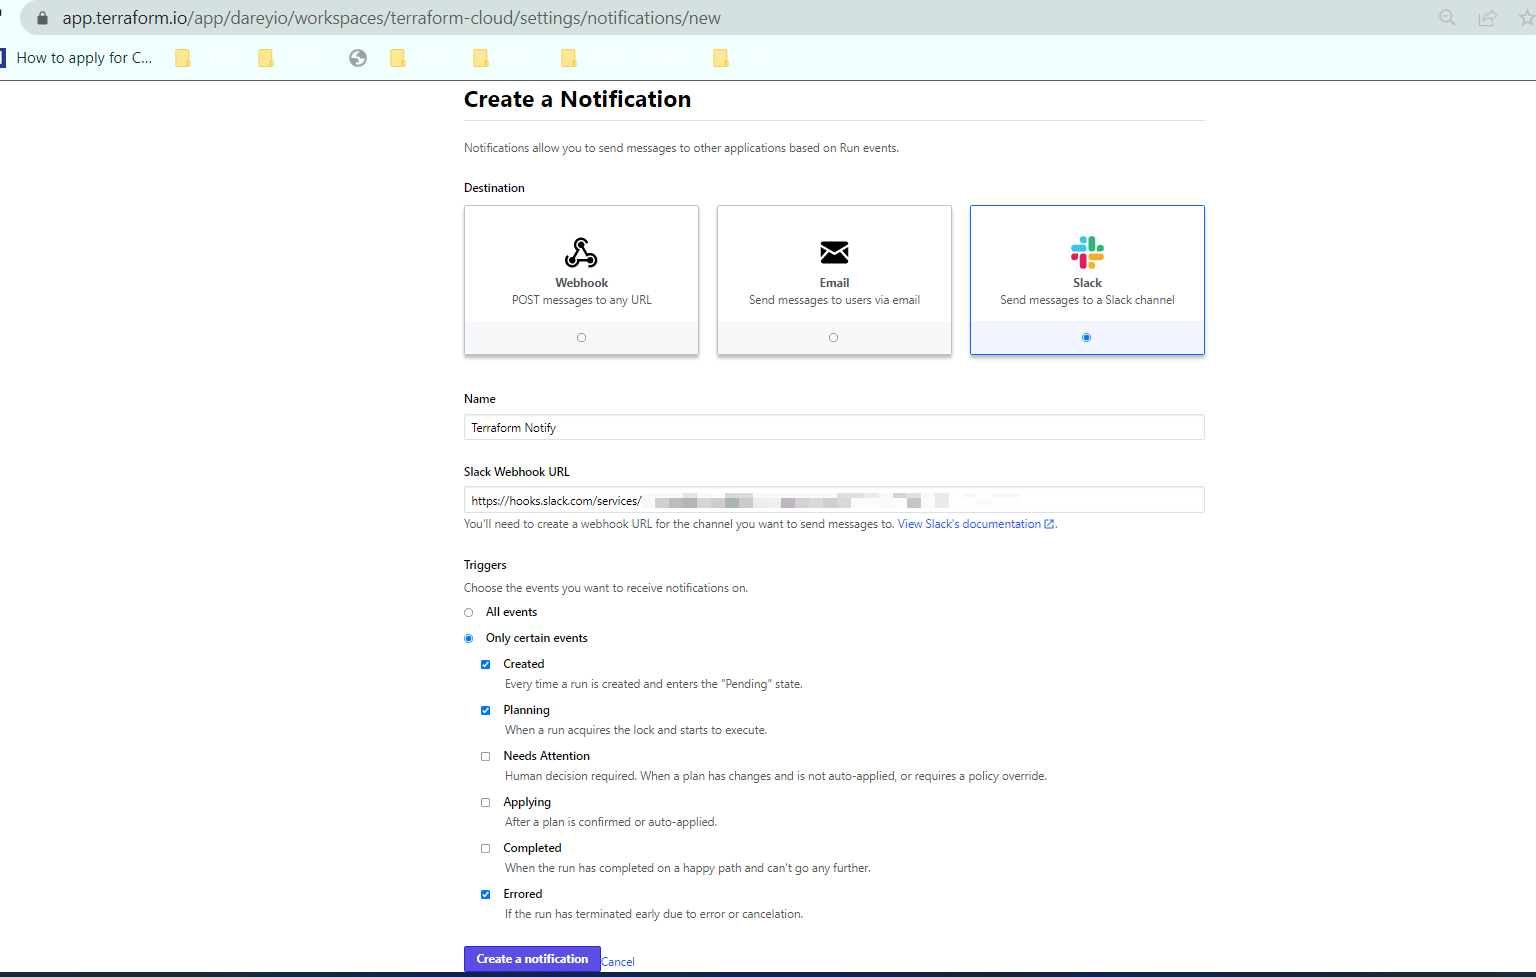 app.terraform.io/app/dareyio/workspaces/terraform-cloud/settings/notifications/new
How to apply for C...
Create a Notification
Notifications allow you to send messages to other applications based on Run events.
Destination
Webhook
POST messages to any URL
Email
Send messages to users via email
Slack
Send messages to a Slack channel
Name
Terraform Notify
Slack Webhook URL
https://hooks.slack.com/services/
You'll need to create a webhook URL for the channel you want to send messages to. View Slack's documentation.
Triggers
Choose the events you want to receive notifications on.
All events
Only certain events
Created
Every time a run is created and enters the "Pending" state.
Planning
When a run acquires the lock and starts to execute.
Needs Attention
Human decision required. When a plan has changes and is not auto-applied, or requires a policy override.
Applying
After a plan is confirmed or auto-applied.
Completed
When the run has completed on a happy path and can't go any further.
Errored
If the run has terminated early due to error or cancelation.
Create a notification Cancel